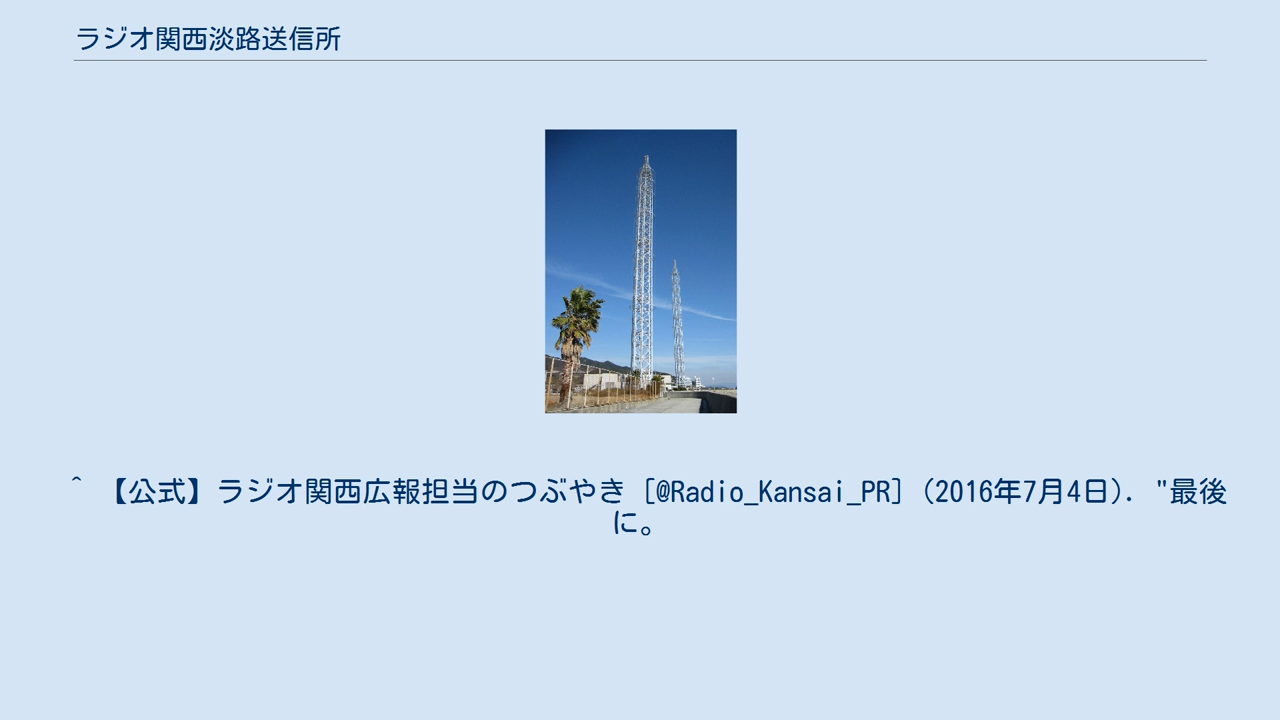 ラジオ関西淡路送信所
^ 【公式】ラジオ関西広報担当のつぶやき [@Radio_Kansai_PR] (2016年7月4日). "最後
に。